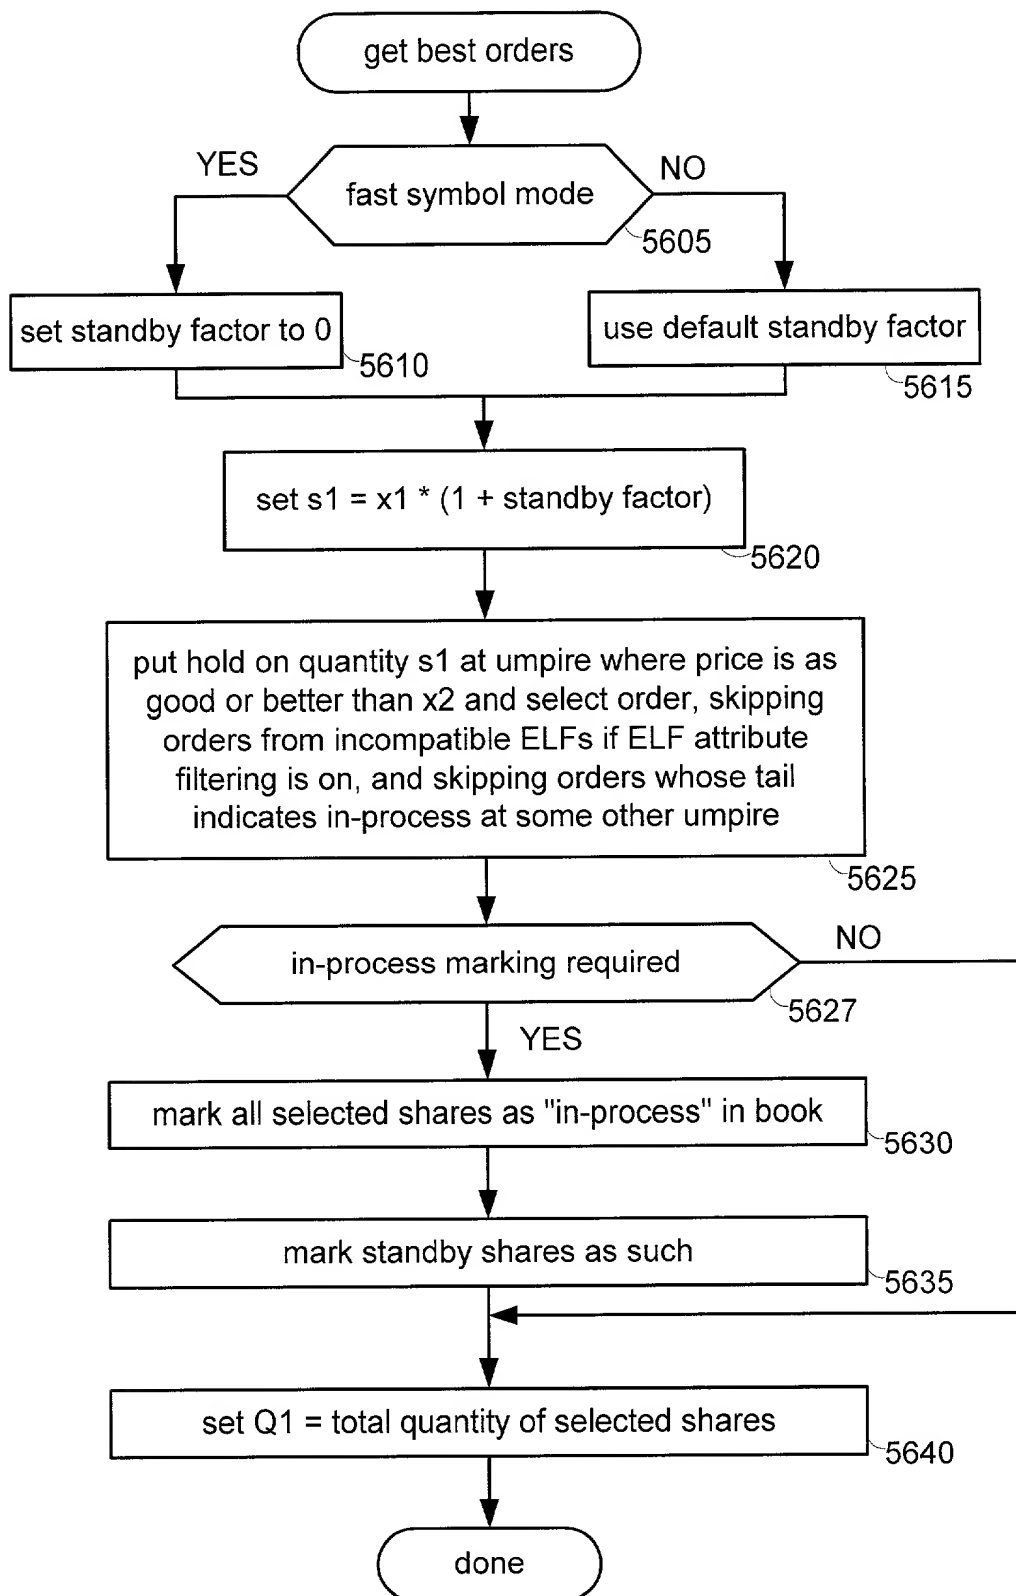 get best orders
YES
NO
fast symbol mode
5605
set standby factor to 0
5610
use default standby factor
5615
set s1 = x1 * (1 + standby factor)
5620
put hold on quantity s1 at umpire where price is as
good or better than x2 and select order, skipping
orders from incompatible ELFs if ELF attribute
filtering is on, and skipping orders whose tail
indicates in-process at some other umpire
5625
in-process marking required
NO
5627
YES
mark all selected shares as "in-process" in book
5630
mark standby shares as such
5635
set Q1 = total quantity of selected shares
5640
done